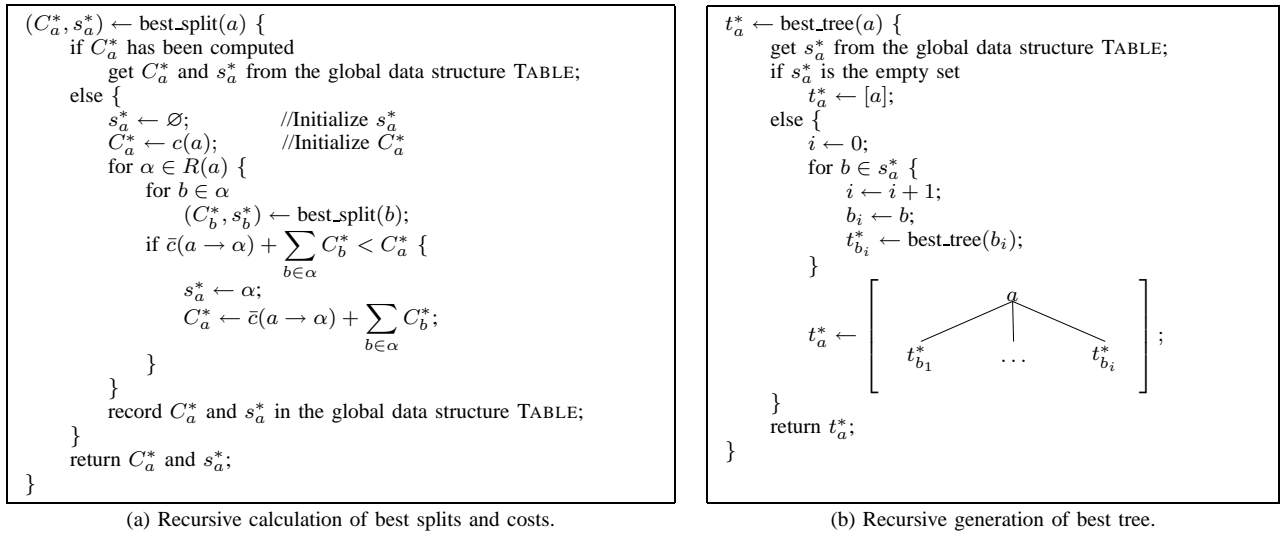 (C*_a, s*_a) ← best_split(a) {
if C*_a has been computed
get C*_a and s*_a from the global data structure TABLE;
else {
s*_a ← ∅; //Initialize s*_a
C*_a ← c(a); //Initialize C*_a
for α ∈ R(a) {
for b ∈ α
(C*_b, s*_b) ← best_split(b);
if c̄(a → α) + ∑_{b∈α} C*_b < C*_a {
s*_a ← α;
C*_a ← c̄(a → α) + ∑_{b∈α} C*_b;
}
}
record C*_a and s*_a in the global data structure TABLE;
}
return C*_a and s*_a;
}
(a) Recursive calculation of best splits and costs.
t*_a ← best_tree(a) {
get s*_a from the global data structure TABLE;
if s*_a is the empty set
t*_a ← [a];
else {
i ← 0;
for b ∈ s*_a {
i ← i + 1;
b_i ← b;
t*_{b_i} ← best_tree(b_i);
}
a
t*_a ← [ t*_{b_1} ... t*_{b_i} ] ;
}
return t*_a;
}
(b) Recursive generation of best tree.